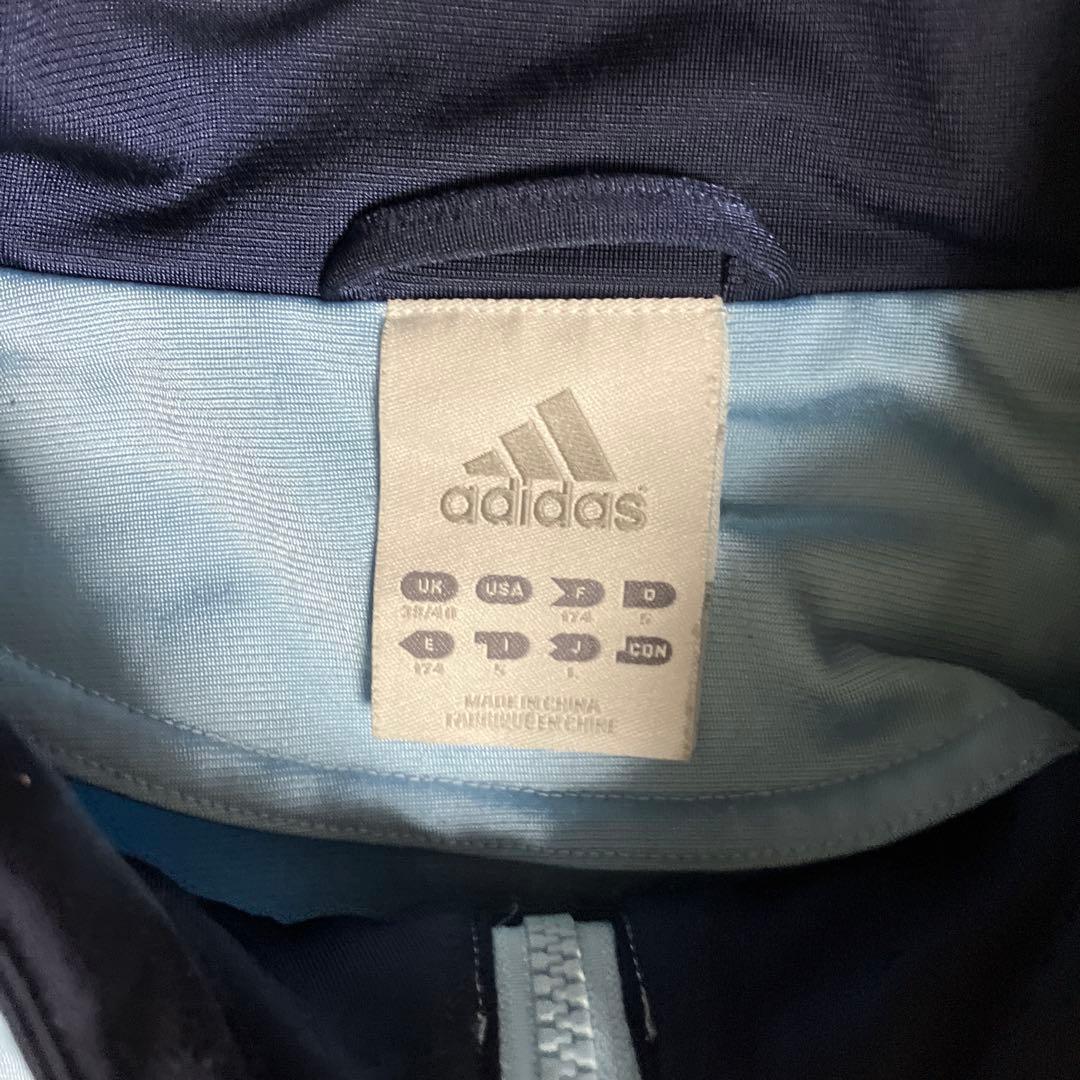 adidas
UK USA F D
38/40 174 5
E I J CDN
174 5 L
MADE IN CHINA
FABRIQUE EN CHINE